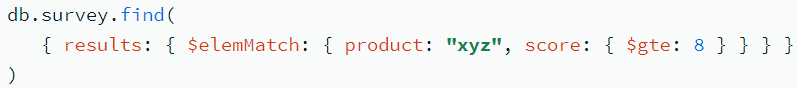 db.survey.find(
{ results: { $elemMatch: { product: "xyz", score: { $gte: 8 } } } }
)